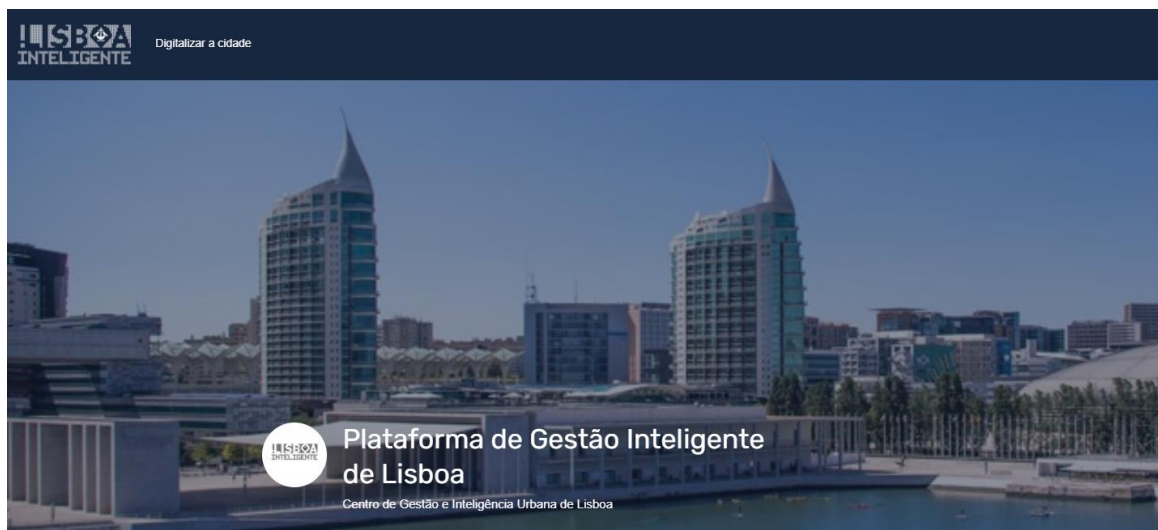 LISBOA
INTELIGENTE
Digitalizar a cidade
LISBOA
INTELIGENTE
Plataforma de Gestão Inteligente
de Lisboa
Centro de Gestão e Inteligência Urbana de Lisboa